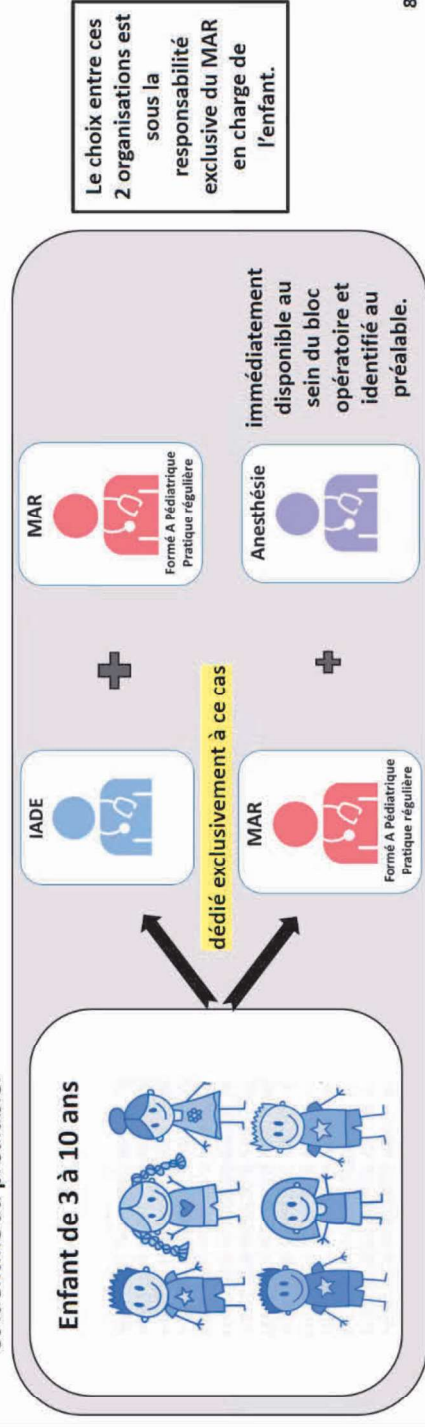 Enfant de 3 à 10 ans
IADE
MAR
Formé A Pédiatrique
Pratique régulière
dédié exclusivement à ce cas
MAR
Formé A Pédiatrique
Pratique régulière
Anesthésie
immédiatement
disponible au
sein du bloc
opératoire et
identifié au
préalable.
Le choix entre ces
2 organisations est
sous la
responsabilité
exclusive du MAR
en charge de
l'enfant.
8